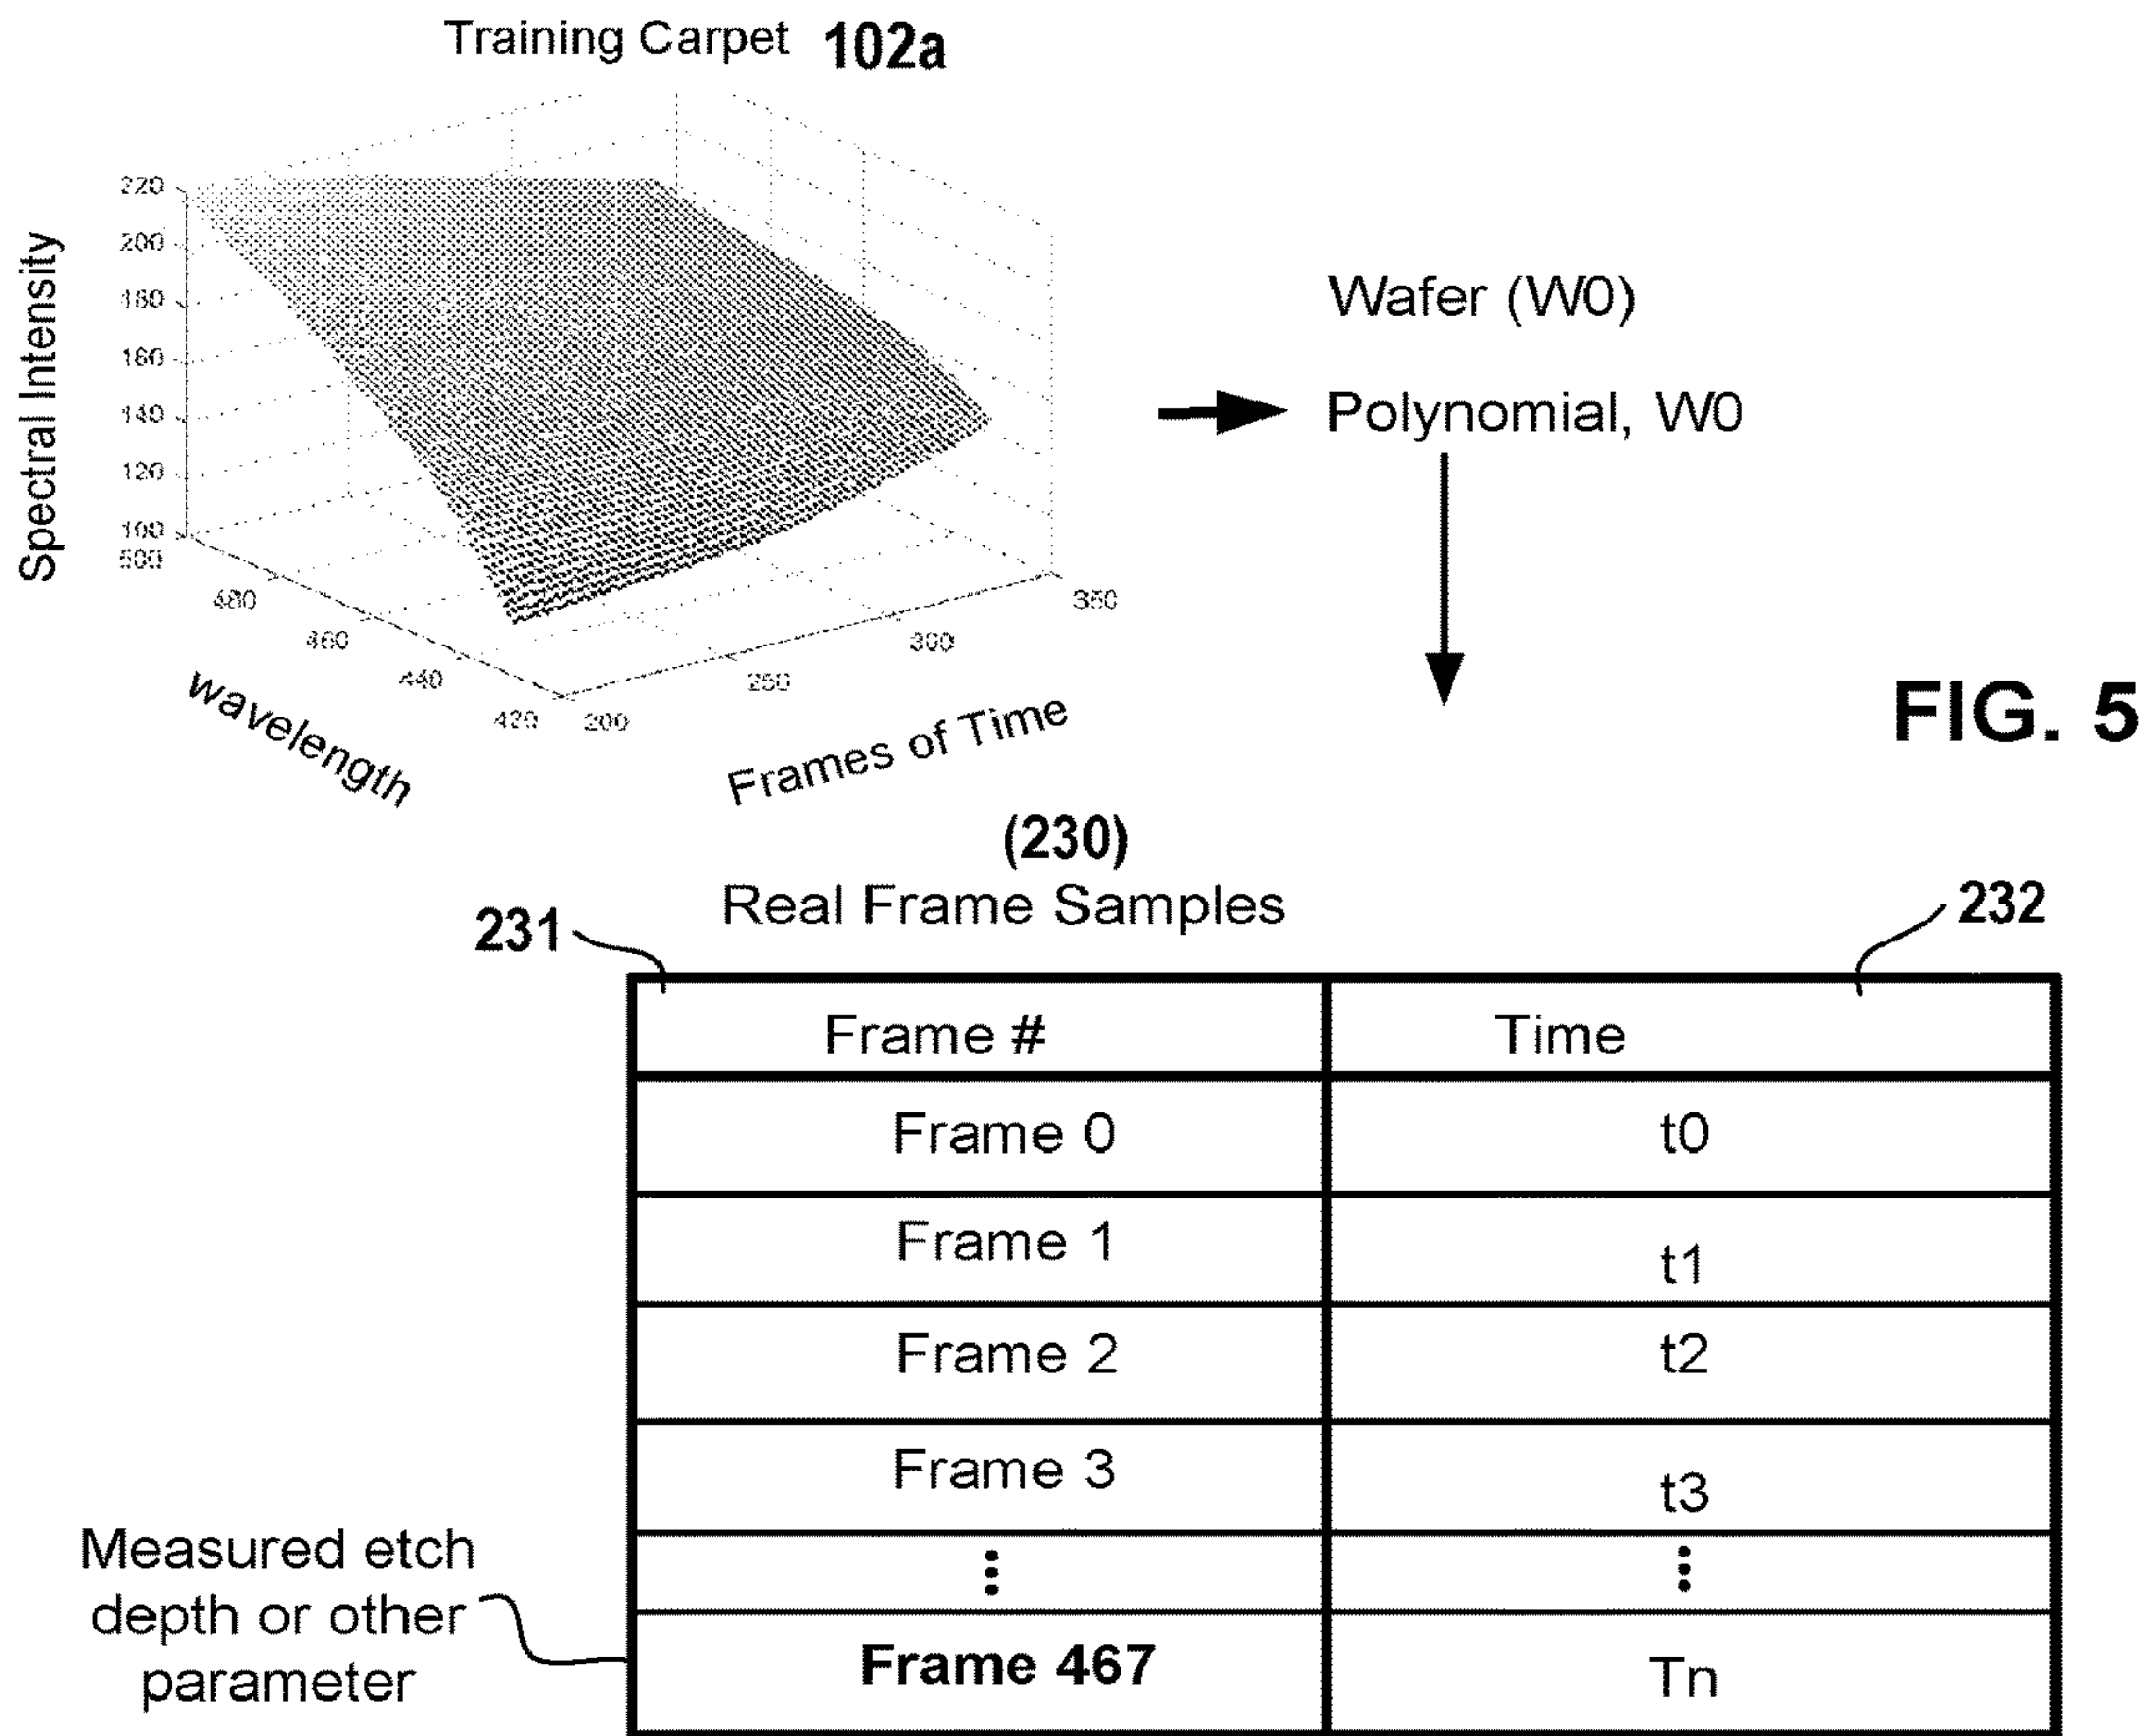 Training Carpet 102a
Spectral Intensity
220
200
180
160
140
120
100
500
480
460
440
420
200
250
300
350
wavelength
Frames of Time
Wafer (W0)
Polynomial, W0
FIG. 5
(230)
Real Frame Samples
231
232
Frame # Time
Frame 0 t0
Frame 1 t1
Frame 2 t2
Frame 3 t3
⋮ ⋮
Frame 467 Tn
Measured etch
depth or other
parameter